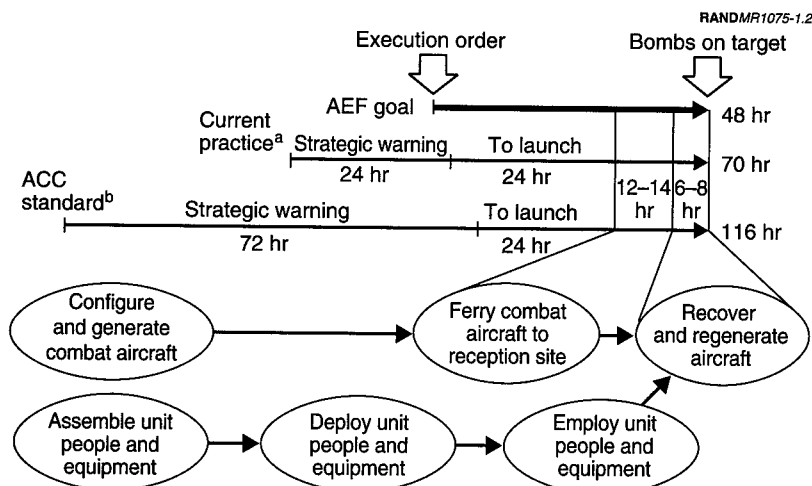 RANDMR1075-1.2
Execution order
Bombs on target
AEF goal
48 hr
Current
practiceᵃ
Strategic warning
To launch
24 hr
24 hr
70 hr
12–14
hr
6–8
hr
ACC
standardᵇ
Strategic warning
To launch
72 hr
24 hr
116 hr
Configure
and generate
combat aircraft
Ferry combat
aircraft to
reception site
Recover
and regenerate
aircraft
Assemble unit
people and
equipment
Deploy unit
people and
equipment
Employ unit
people and
equipment